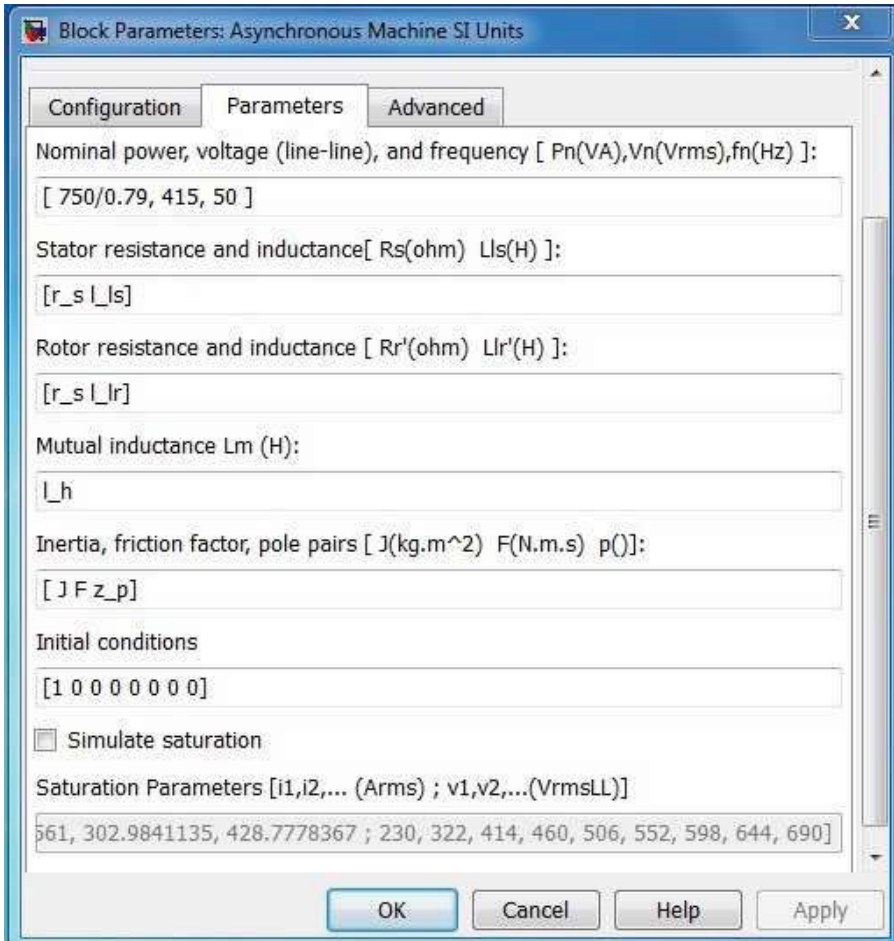 Block Parameters: Asynchronous Machine SI Units
x
Configuration Parameters Advanced
Nominal power, voltage (line-line), and frequency [ Pn(VA),Vn(Vrms),fn(Hz) ]:
[ 750/0.79, 415, 50 ]
Stator resistance and inductance[ Rs(ohm) Lls(H) ]:
[r_s l_ls]
Rotor resistance and inductance [ Rr'(ohm) Llr'(H) ]:
[r_s l_lr]
Mutual inductance Lm (H):
l_h
Inertia, friction factor, pole pairs [ J(kg.m^2) F(N.m.s) p()]:
[ J F z_p]
Initial conditions
[1 0 0 0 0 0 0 0]
Simulate saturation
Saturation Parameters [i1,i2,... (Arms) ; v1,v2,...(VrmsLL)]
561, 302.9841135, 428.7778367 ; 230, 322, 414, 460, 506, 552, 598, 644, 690]
OK Cancel Help Apply